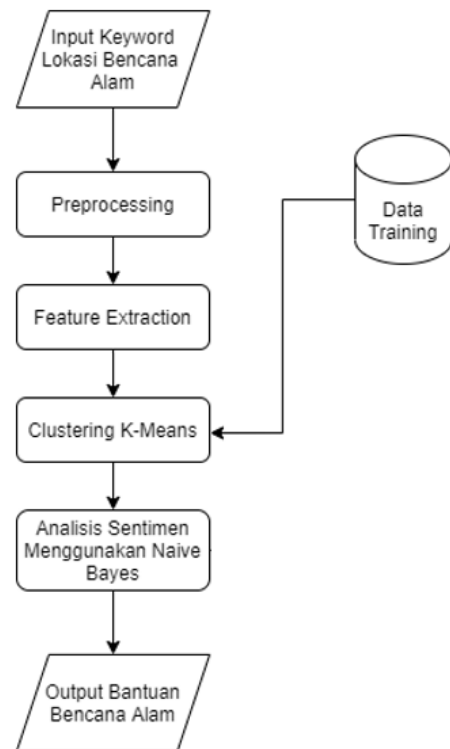 Input Keyword
Lokasi Bencana
Alam
Preprocessing
Data
Training
Feature Extraction
Clustering K-Means
Analisis Sentimen
Menggunakan Naive
Bayes
Output Bantuan
Bencana Alam